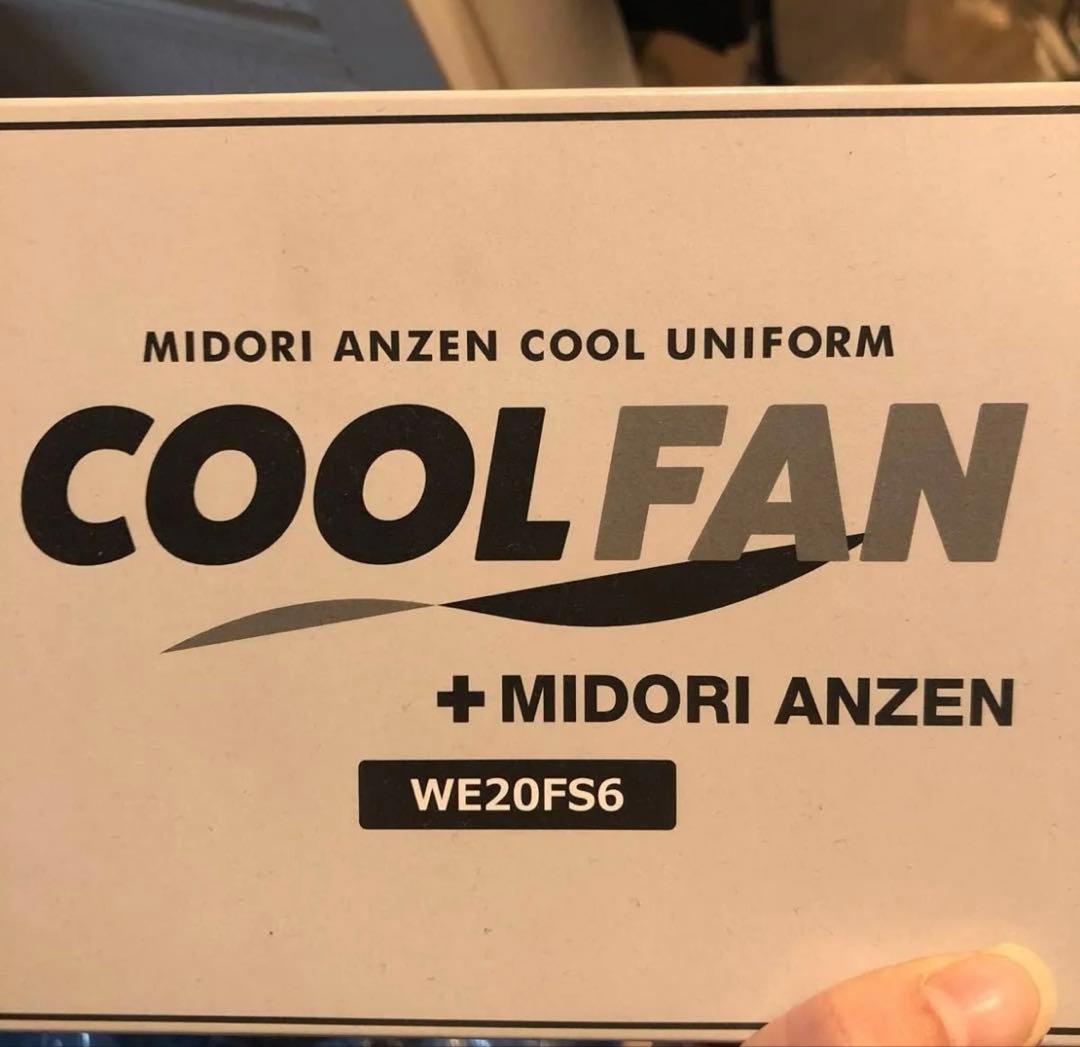 MIDORI ANZEN COOL UNIFORM
COOLFAN
+MIDORI ANZEN
WE20FS6